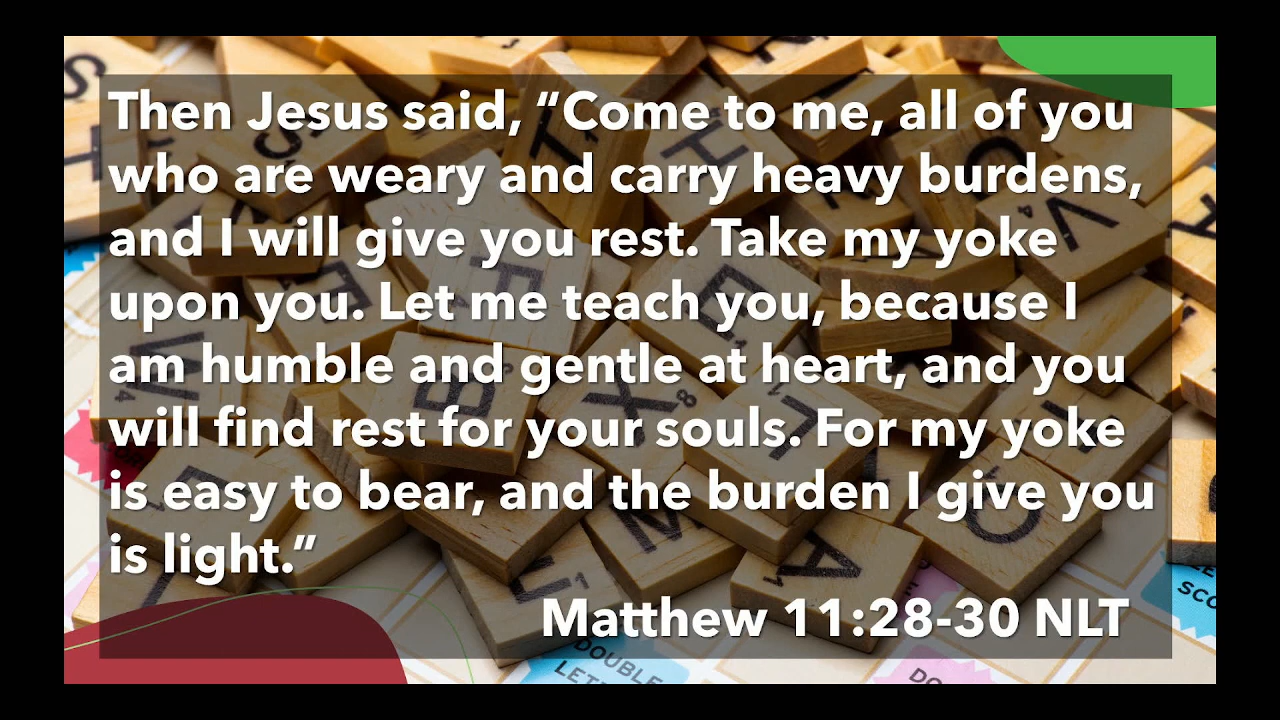 Then Jesus said, “Come to me, all of you
who are weary and carry heavy burdens,
and I will give you rest. Take my yoke
upon you. Let me teach you, because I
am humble and gentle at heart, and you
will find rest for your souls. For my yoke
is easy to bear, and the burden I give you
is light.”
Matthew 11:28-30 NLT
DOUBLE